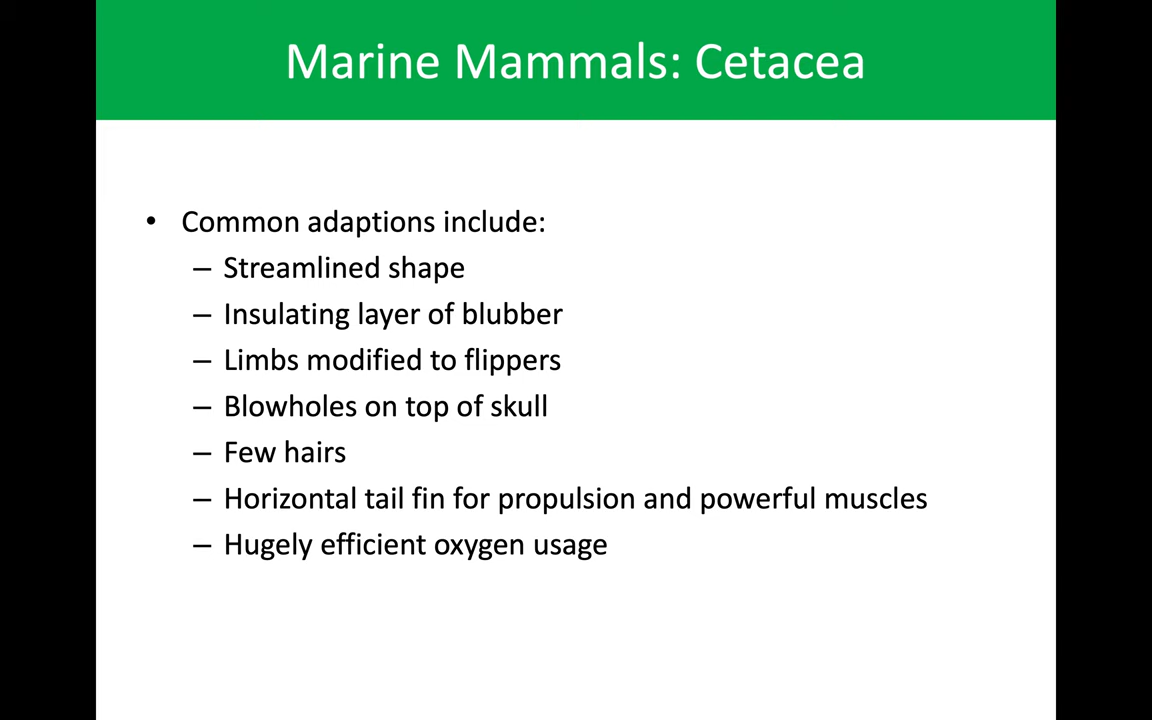 Marine Mammals: Cetacea
• Common adaptions include:
– Streamlined shape
– Insulating layer of blubber
– Limbs modified to flippers
– Blowholes on top of skull
– Few hairs
– Horizontal tail fin for propulsion and powerful muscles
– Hugely efficient oxygen usage